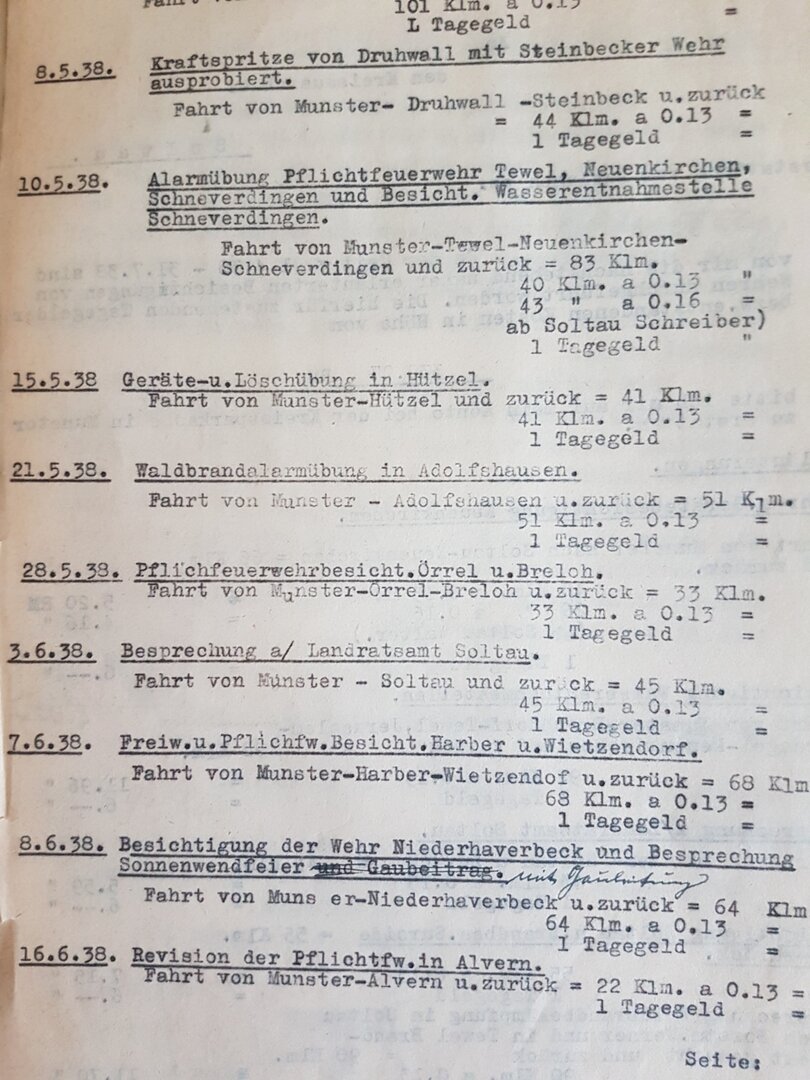 101 Klm. a 0.13 =
L Tagegeld
8.5.38. Kraftspritze von Druhwall mit Steinbecker Wehr
ausprobiert.
Fahrt von Munster- Druhwall -Steinbeck u.zurück
= 44 Klm. a 0.13 =
1 Tagegeld =
10.5.38. Alarmübung Pflichtfeuerwehr Tewel, Neuenkirchen,
Schneverdingen und Besicht. Wasserentnahmestelle
Schneverdingen.
Fahrt von Munster-Tewel-Neuenkirchen-
Schneverdingen und zurück = 83 Klm.
40 Klm. a 0.13 "
43 " a 0.16 =
ab Soltau Schreiber)
1 Tagegeld "
15.5.38 Geräte-u.Löschübung in Hützel.
Fahrt von Munster-Hützel und zurück = 41 Klm.
41 Klm. a 0.13 =
1 Tagegeld =
21.5.38. Waldbrandalarmübung in Adolfshausen.
Fahrt von Munster - Adolfshausen u.zurück = 51 Klm.
51 Klm. a 0.13 =
1 Tagegeld =
28.5.38. Pflichfeuerwehrbesicht.Örrel u.Breloh.
Fahrt von Munster-Örrel-Breloh u.zurück = 33 Klm.
33 Klm. a 0.13 =
1 Tagegeld =
3.6.38. Besprechung a/ Landratsamt Soltau.
Fahrt von Munster - Soltau und zur ck = 45 Klm.
45 Klm. a 0.13 =
1 Tagegeld =
7.6.38. Freiw.u.Pflichfw.Besicht.Harber u.Wietzendorf.
Fahrt von Munster-Harber-Wietzendof u.zurück = 68 Klm
68 Klm. a 0.13 =
1 Tagegeld =
8.6.38. Besichtigung der Wehr Niederhaverbeck und Besprechung
Sonnenwendfeier und Gaubeitrag. mit Gauleitung
Fahrt von Muns er-Niederhaverbeck u.zurück = 64 Klm
64 Klm. a 0.13 =
1 Tagegeld =
16.6.38. Revision der Pflichtfw.in Alvern.
Fahrt von Munster-Alvern u.zurück = 22 Klm. a 0.13 =
1 Tagegeld =
Seite: